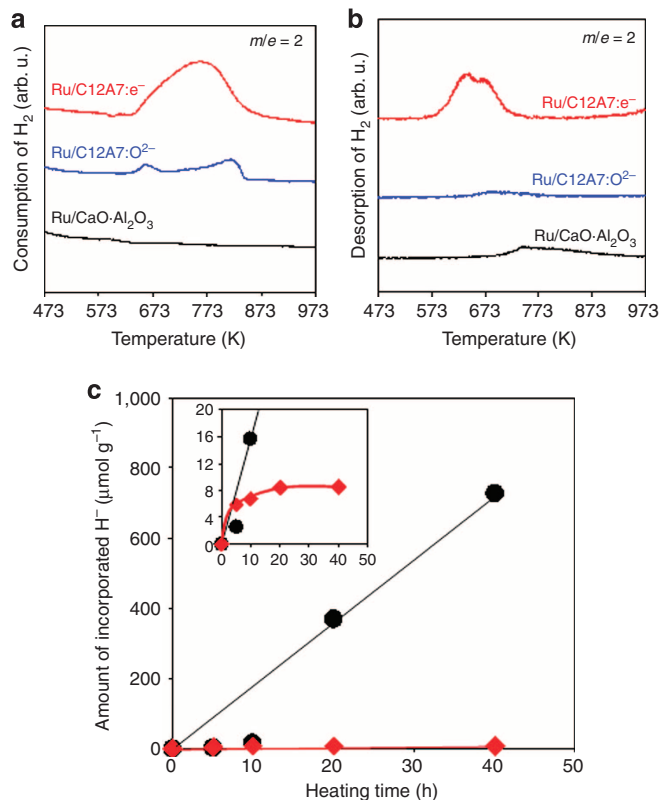 a
m/e = 2
Consumption of H₂ (arb. u.)
Ru/C12A7:e⁻
Ru/C12A7:O²⁻
Ru/CaO·Al₂O₃
473 573 673 773 873 973
Temperature (K)
b
m/e = 2
Desorption of H₂ (arb. u.)
Ru/C12A7:e⁻
Ru/C12A7:O²⁻
Ru/CaO·Al₂O₃
473 573 673 773 873 973
Temperature (K)
c
Amount of incorporated H⁻ (μmol g⁻¹)
1,000
800
600
400
200
0
20
16
12
8
4
0
0 10 20 30 40 50
0 10 20 30 40 50
Heating time (h)